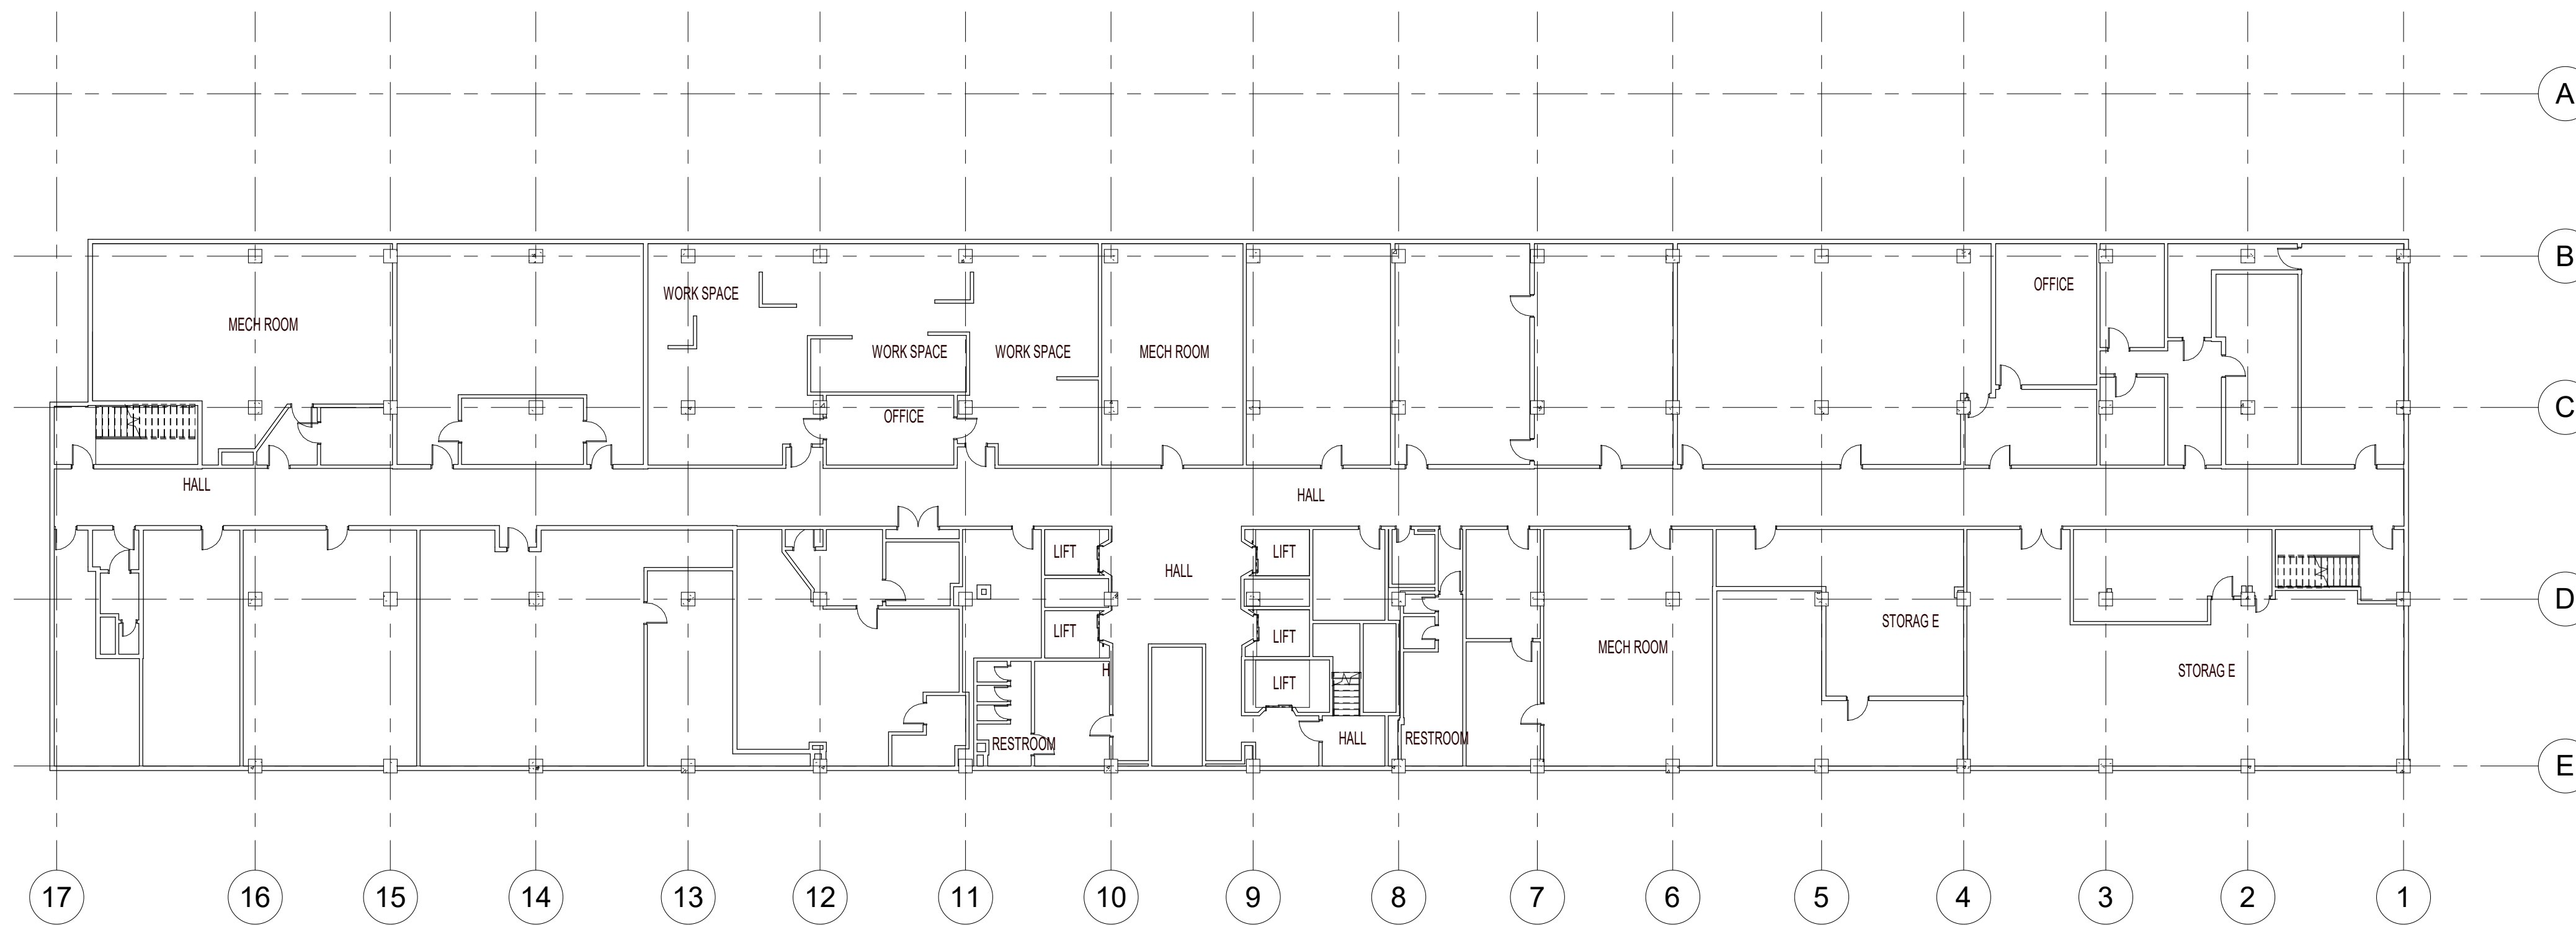 A
B
OFFICE
WORK SPACE
MECH ROOM
WORK SPACE
WORK SPACE
MECH ROOM
C
OFFICE
HALL
HALL
LIFT
LIFT
HALL
D
STORAG E
LIFT
LIFT
MECH ROOM
H
STORAG E
LIFT
RESTROOM
HALL
RESTROOM
E
17
16
15
14
13
12
11
10
9
8
7
6
5
4
3
2
1